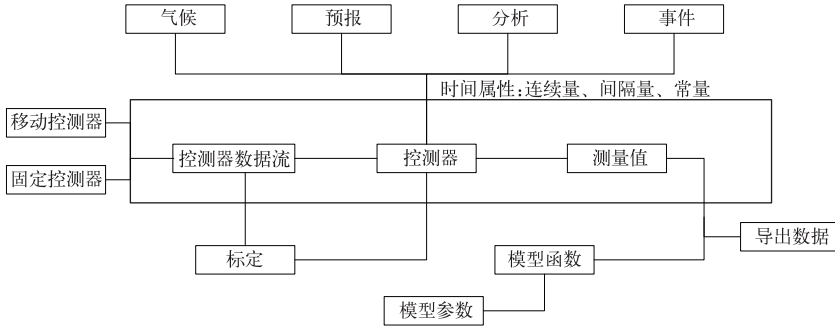 气候
预报
分析
事件
时间属性:连续量、间隔量、常量
移动控测器
控测器数据流
控测器
测量值
固定控测器
导出数据
标定
模型函数
模型参数